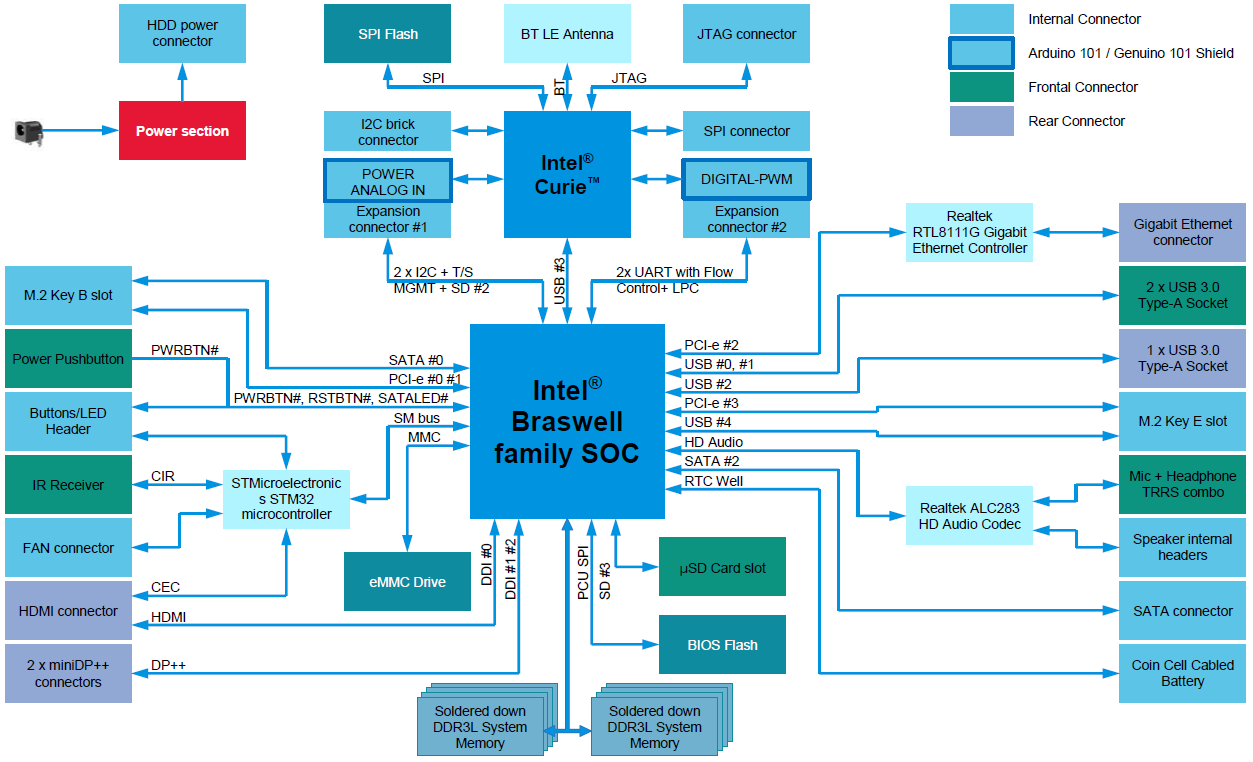 HDD power
connector
SPI Flash
BT LE Antenna
JTAG connector
Internal Connector
Arduino 101 / Genuino 101 Shield
Frontal Connector
Rear Connector
SPI
BT
JTAG
Power section
I2C brick
connector
Intel®
Curie™
SPI connector
POWER
ANALOG IN
DIGITAL-PWM
Expansion
connector #1
Expansion
connector #2
Realtek
RTL8111G Gigabit
Ethernet Controller
Gigabit Ethernet
connector
2 x I2C + T/S
MGMT + SD #2
USB #3
2x UART with Flow
Control+ LPC
M.2 Key B slot
2 x USB 3.0
Type-A Socket
Power Pushbutton
PWRBTN#
SATA #0
PCI-e #0 #1
PWRBTN#, RSTBTN#, SATALED#
SM bus
MMC
Intel®
Braswell
family SOC
PCI-e #2
USB #0, #1
USB #2
PCI-e #3
USB #4
HD Audio
SATA #2
RTC Well
1 x USB 3.0
Type-A Socket
Buttons/LED
Header
M.2 Key E slot
IR Receiver
CIR
STMicroelectronic
s STM32
microcontroller
Realtek ALC283
HD Audio Codec
Mic + Headphone
TRRS combo
FAN connector
Speaker internal
headers
eMMC Drive
DDI #0
DDI #1 #2
PCU SPI
SD #3
µSD Card slot
HDMI connector
CEC
HDMI
SATA connector
BIOS Flash
2 x miniDP++
connectors
DP++
Coin Cell Cabled
Battery
Soldered down
DDR3L System
Memory
Soldered down
DDR3L System
Memory